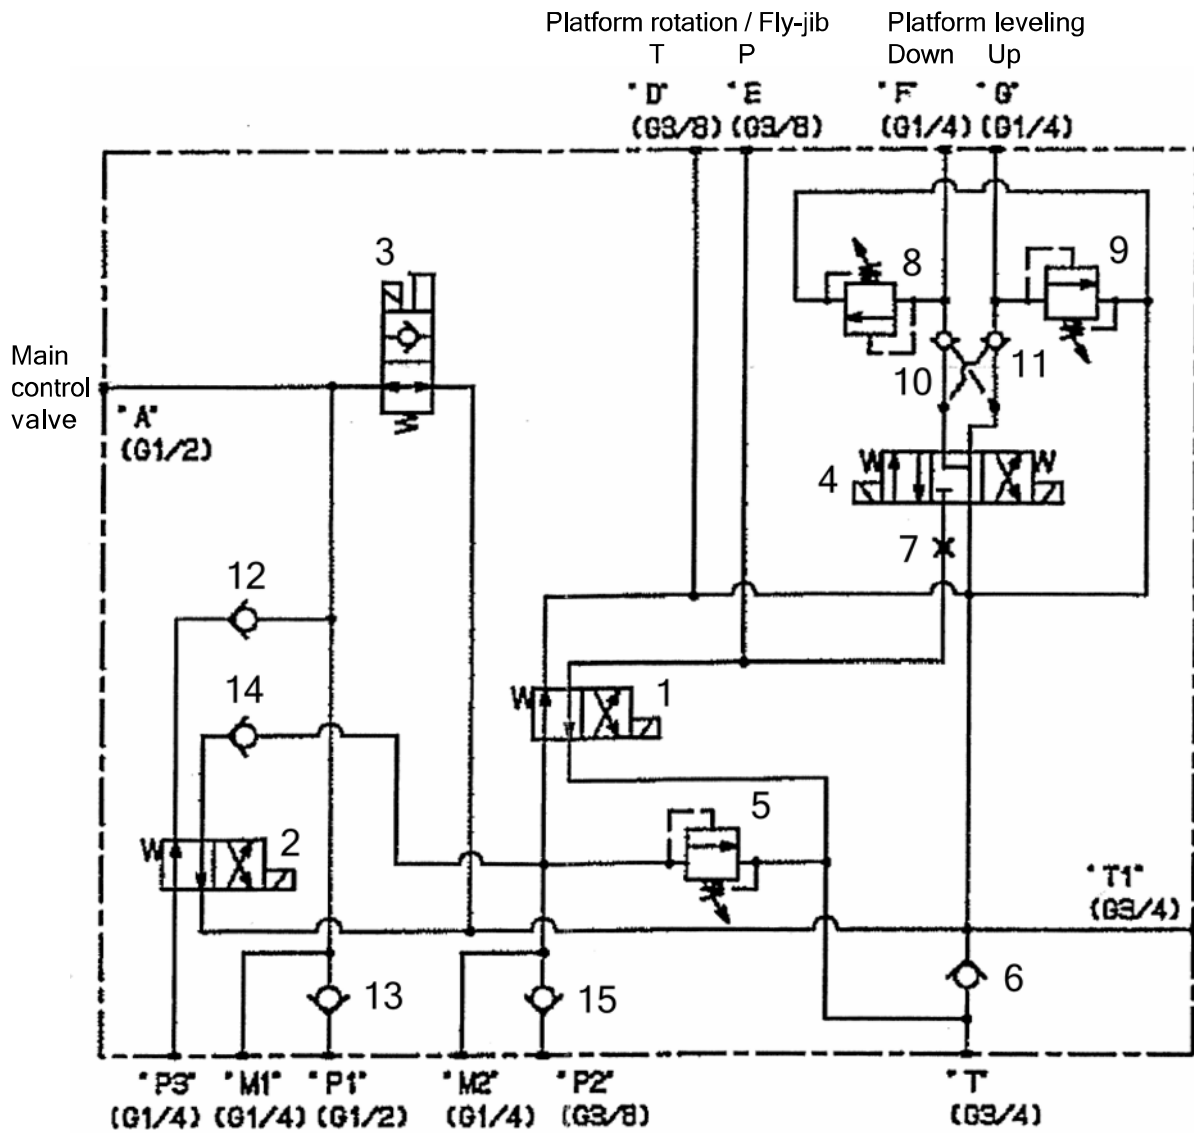 Platform rotation / Fly-jib Platform leveling
T P Down Up
"D" "E" "F" "G"
(G3/8) (G3/8) (G1/4) (G1/4)
3
8
9
Main
control
valve
"A"
(G1/2)
10
11
4
7
12
14
1
5
2
"T1"
(G3/4)
13
15
6
"P3" "M1" "P1" "M2" "P2" "T"
(G1/4) (G1/4) (G1/2) (G1/4) (G3/8) (G3/4)